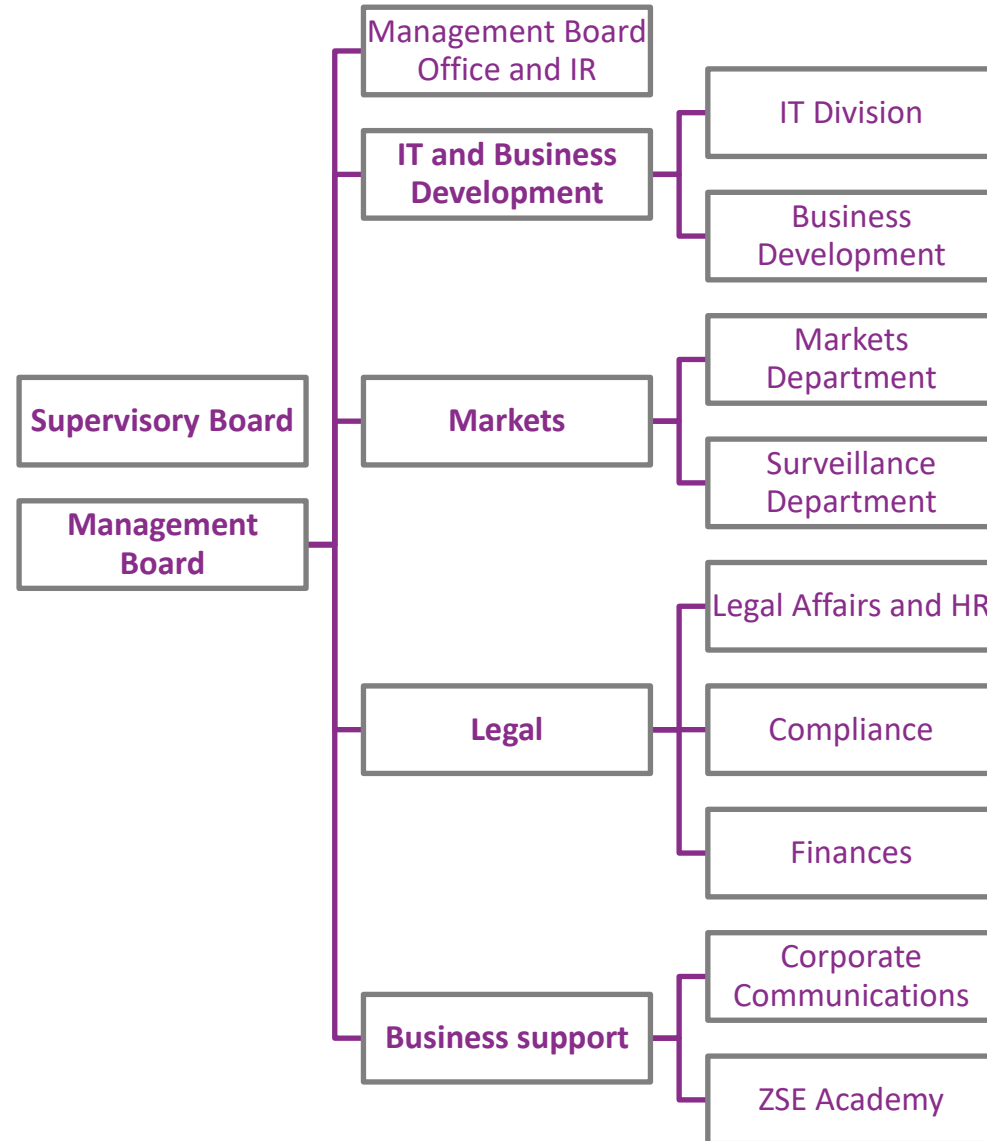 Supervisory Board
Management
Board
Management Board
Office and IR
IT and Business
Development
IT Division
Business
Development
Markets
Markets
Department
Surveillance
Department
Legal
Legal Affairs and HR
Compliance
Finances
Business support
Corporate
Communications
ZSE Academy